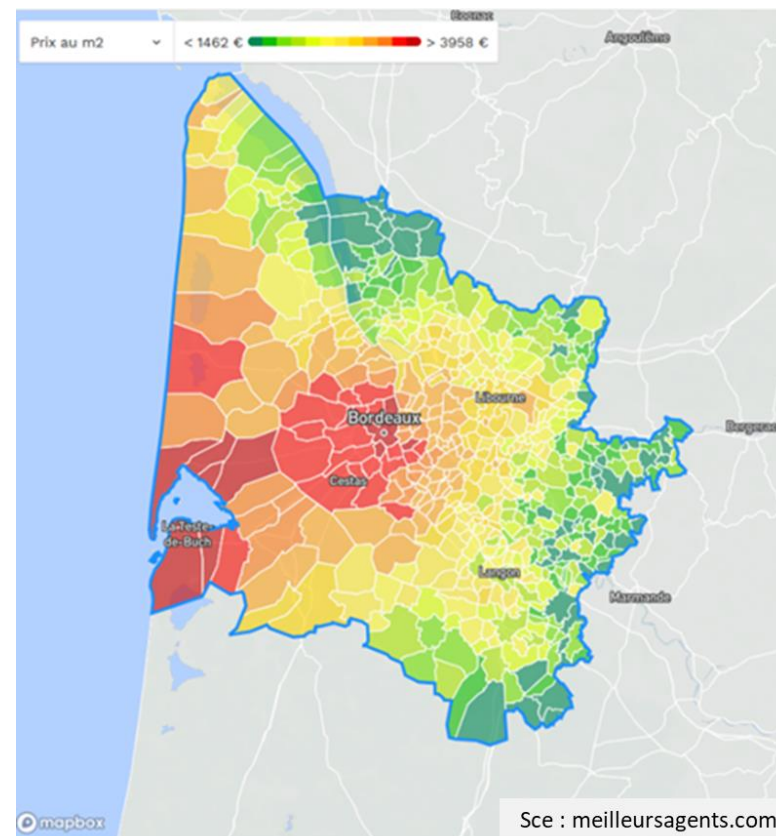 Cognac
Prix au m2
< 1462 €
> 3958 €
Angoulême
Libourne
Bordeaux
Bergerac
Cestas
La Teste-
de-Buch
Langon
Marmande
mapbox
Sce : meilleursagents.com